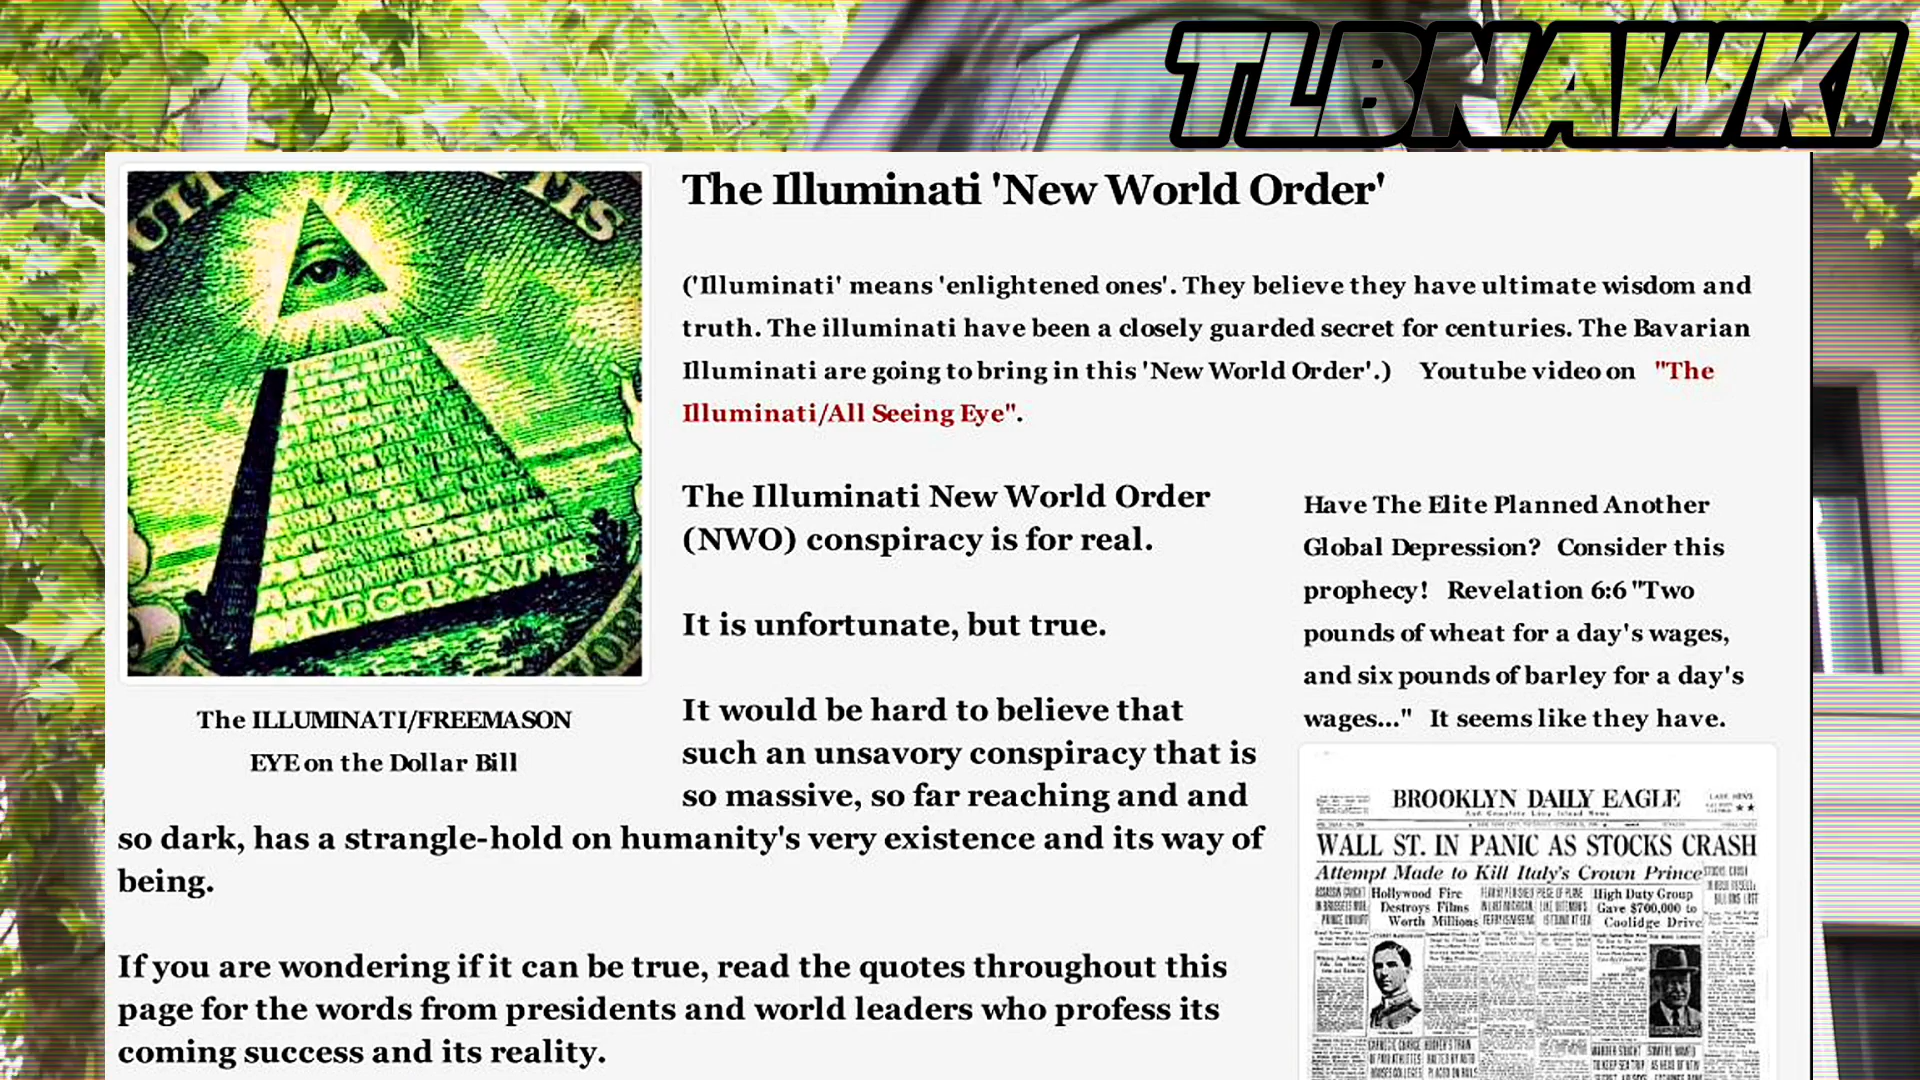 TLBNAWKI
UIT
TIS
MDCCLXXVI
The ILLUMINATI/FREEMASON
EYE on the Dollar Bill
The Illuminati 'New World Order'
('Illuminati' means 'enlightened ones'. They believe they have ultimate wisdom and
truth. The illuminati have been a closely guarded secret for centuries. The Bavarian
Illuminati are going to bring in this 'New World Order'.) Youtube video on "The
Illuminati/All Seeing Eye".
The Illuminati New World Order
(NWO) conspiracy is for real.
It is unfortunate, but true.
It would be hard to believe that
such an unsavory conspiracy that is
so massive, so far reaching and and
so dark, has a strangle-hold on humanity's very existence and its way of
being.
If you are wondering if it can be true, read the quotes throughout this
page for the words from presidents and world leaders who profess its
coming success and its reality.
Have The Elite Planned Another
Global Depression? Consider this
prophecy! Revelation 6:6 "Two
pounds of wheat for a day's wages,
and six pounds of barley for a day's
wages..." It seems like they have.
BROOKLYN DAILY EAGLE
And Complete Long Island News
LATE NEWS
WALL ST. IN PANIC AS STOCKS CRASH
Attempt Made to Kill Italy's Crown Prince
Hollywood Fire
Destroys Films
Worth Millions
High Duty Group
Gave $700,000 to
Coolidge Drive